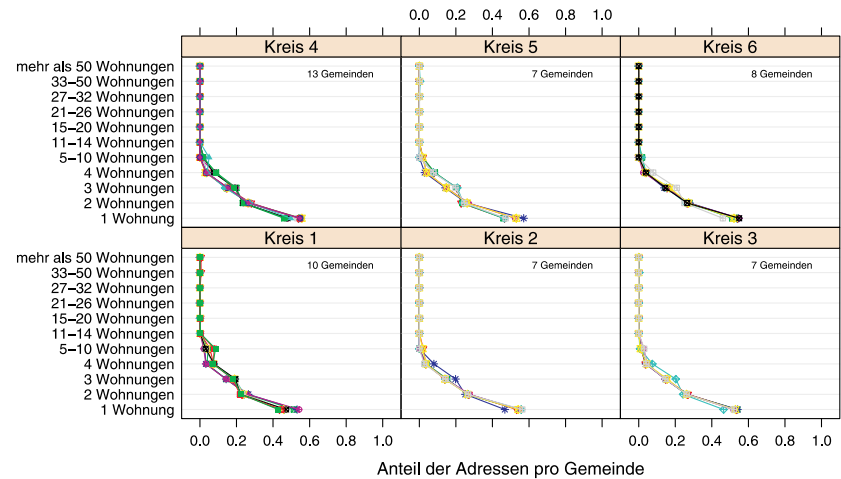 0.0 0.2 0.4 0.6 0.8 1.0
Kreis 4 Kreis 5 Kreis 6
mehr als 50 Wohnungen
33–50 Wohnungen
27–32 Wohnungen
21–26 Wohnungen
15–20 Wohnungen
11–14 Wohnungen
5–10 Wohnungen
4 Wohnungen
3 Wohnungen
2 Wohnungen
1 Wohnung
13 Gemeinden 7 Gemeinden 8 Gemeinden
Kreis 1 Kreis 2 Kreis 3
mehr als 50 Wohnungen
33–50 Wohnungen
27–32 Wohnungen
21–26 Wohnungen
15–20 Wohnungen
11–14 Wohnungen
5–10 Wohnungen
4 Wohnungen
3 Wohnungen
2 Wohnungen
1 Wohnung
10 Gemeinden 7 Gemeinden 7 Gemeinden
0.0 0.2 0.4 0.6 0.8 1.0 0.0 0.2 0.4 0.6 0.8 1.0
Anteil der Adressen pro Gemeinde